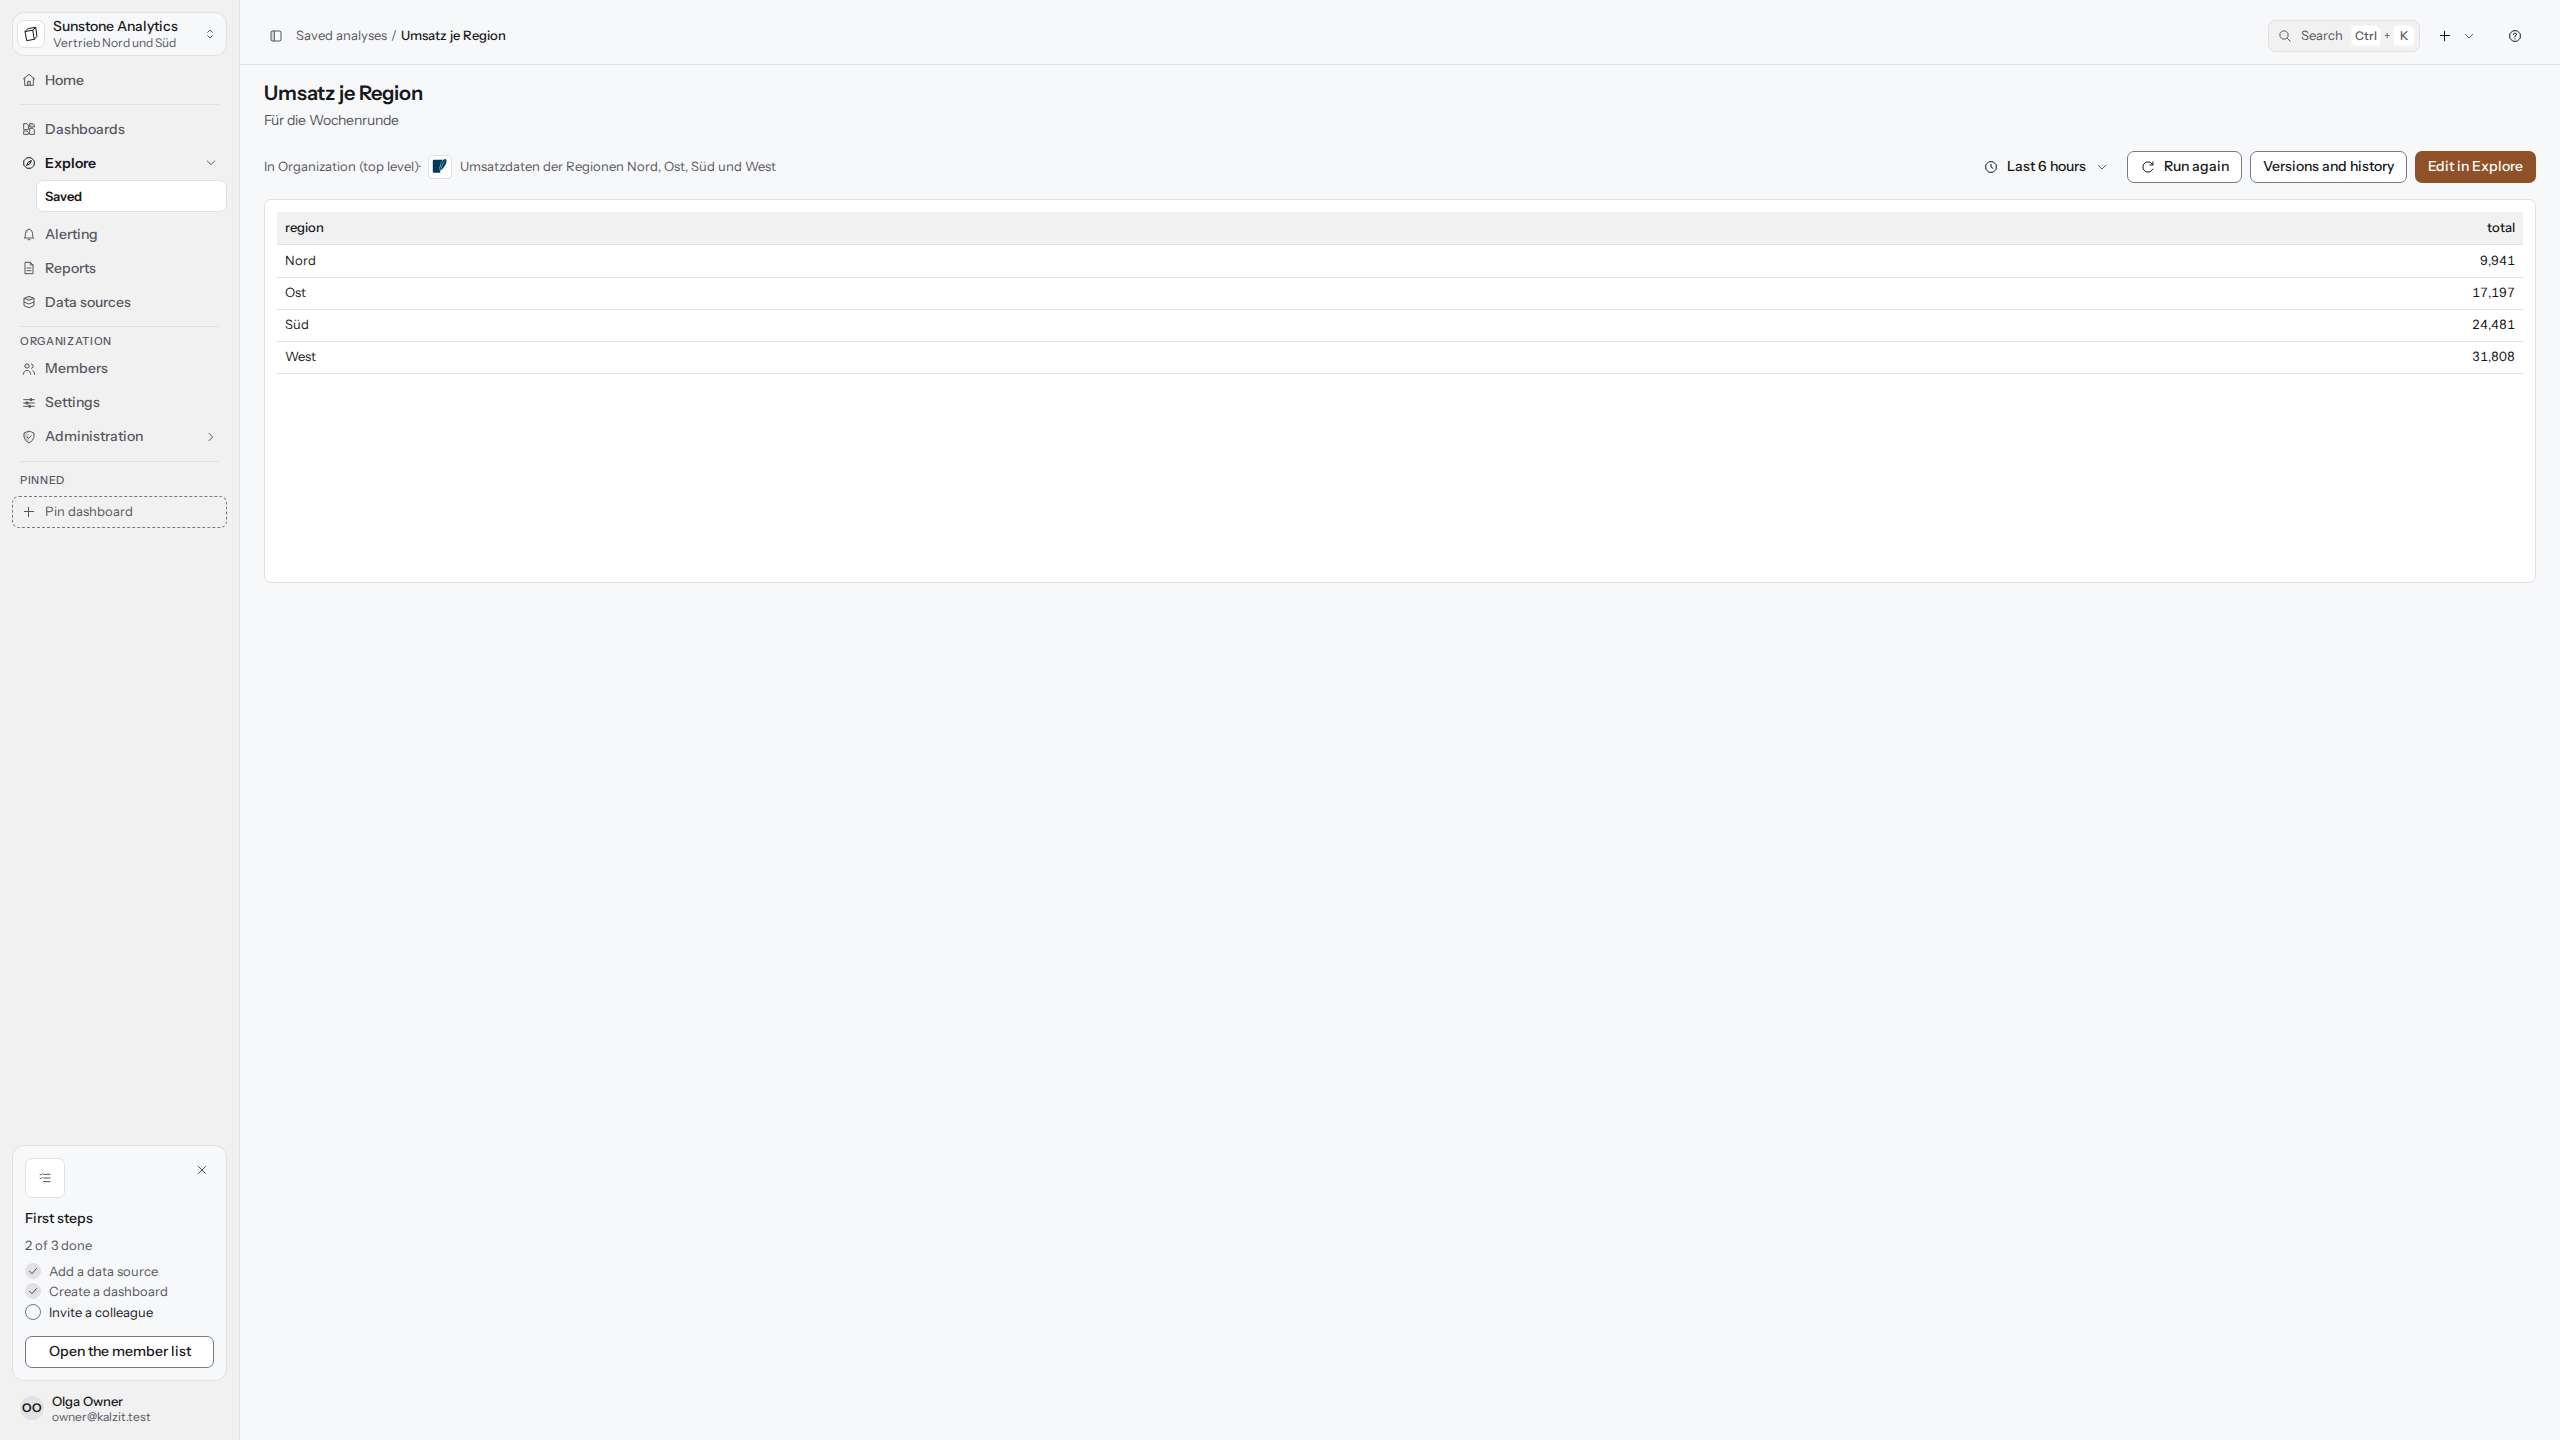 Sunstone Analytics
Vertrieb Nord und Süd
Home
Dashboards
Explore
Saved
Alerting
Reports
Data sources
ORGANIZATION
Members
Settings
Administration
PINNED
Pin dashboard
First steps
2 of 3 done
Add a data source
Create a dashboard
Invite a colleague
Open the member list
OO Olga Owner
owner@kalzit.test
Saved analyses / Umsatz je Region
Search Ctrl + K
Umsatz je Region
Für die Wochenrunde
In Organization (top level)· Umsatzdaten der Regionen Nord, Ost, Süd und West
Last 6 hours Run again Versions and history Edit in Explore
region total
Nord 9,941
Ost 17,197
Süd 24,481
West 31,808